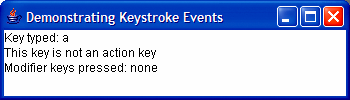 Demonstrating Keystroke Events
Key typed: a
This key is not an action key
Modifier keys pressed: none